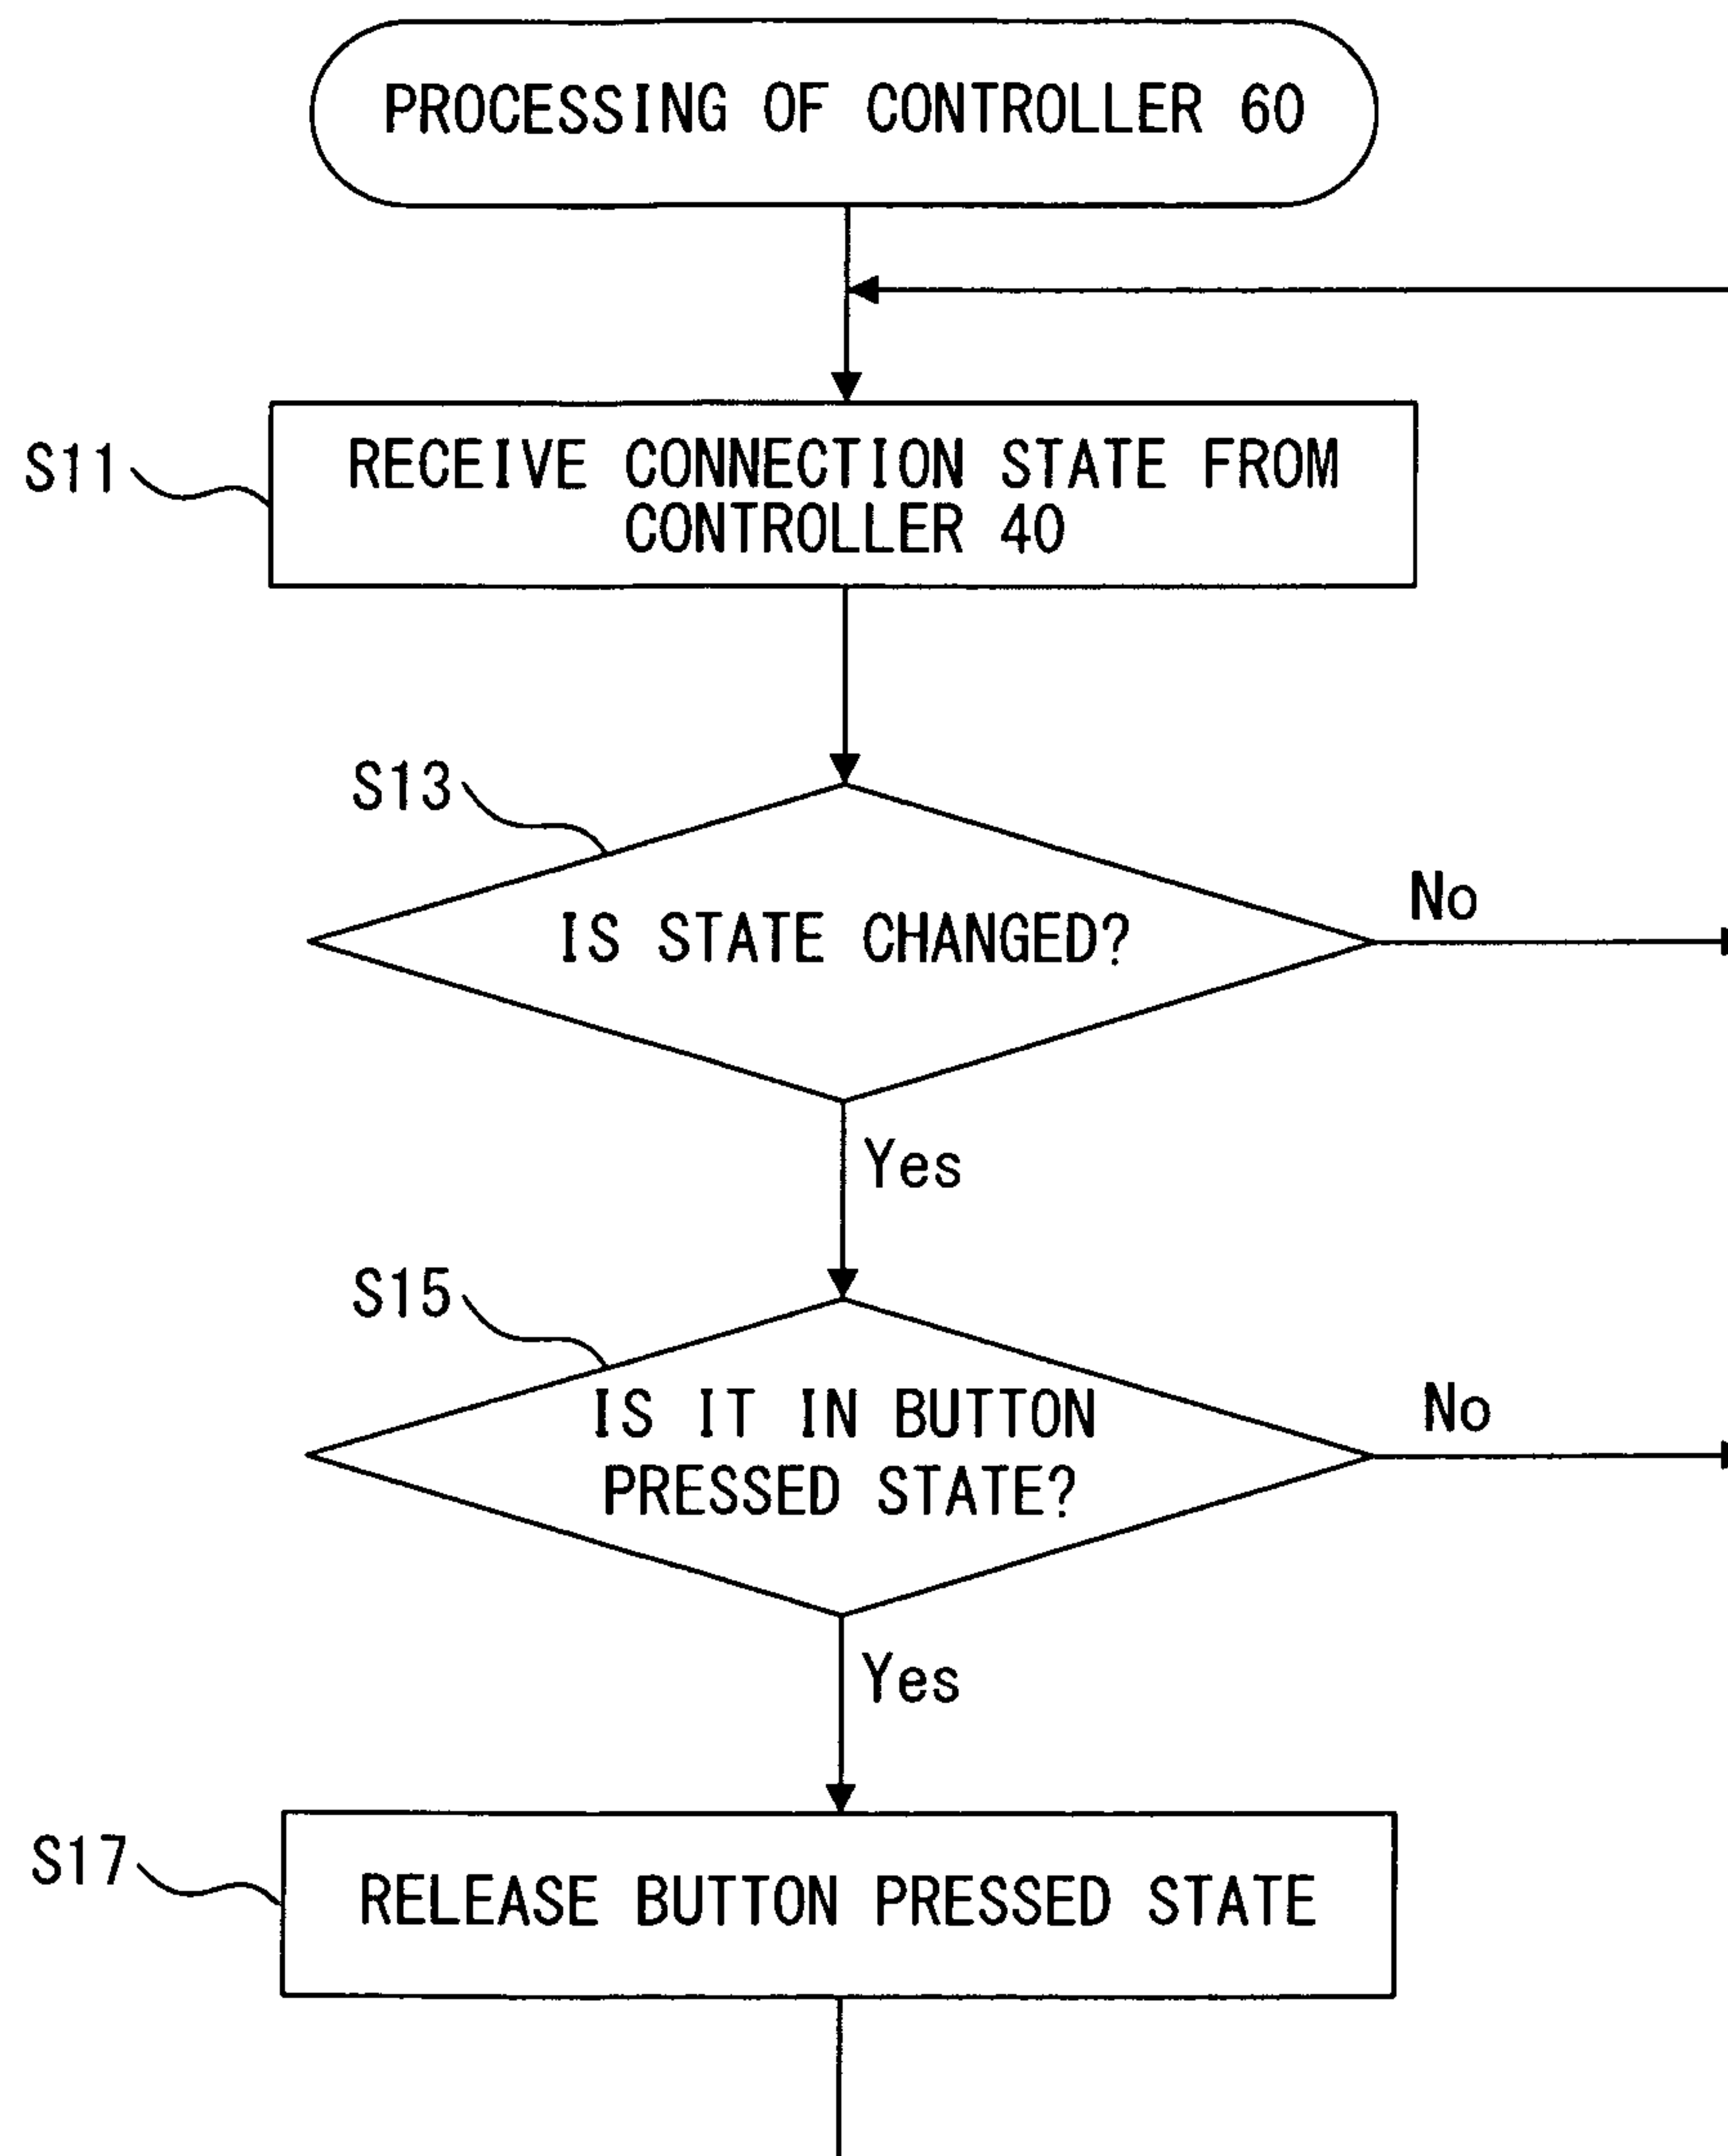 PROCESSING OF CONTROLLER 60
S11
RECEIVE CONNECTION STATE FROM
CONTROLLER 40
S13
IS STATE CHANGED?
No
Yes
S15
IS IT IN BUTTON
PRESSED STATE?
No
Yes
S17
RELEASE BUTTON PRESSED STATE